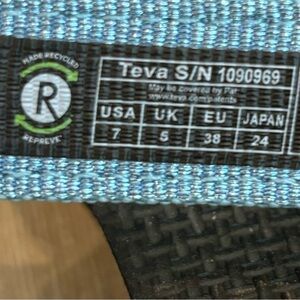 MADE RECYCLED
R
REPREVE
Teva S/N 1090969
May be covered by Pat
www.teva.com/patents
USA UK EU JAPAN
7 5 38 24